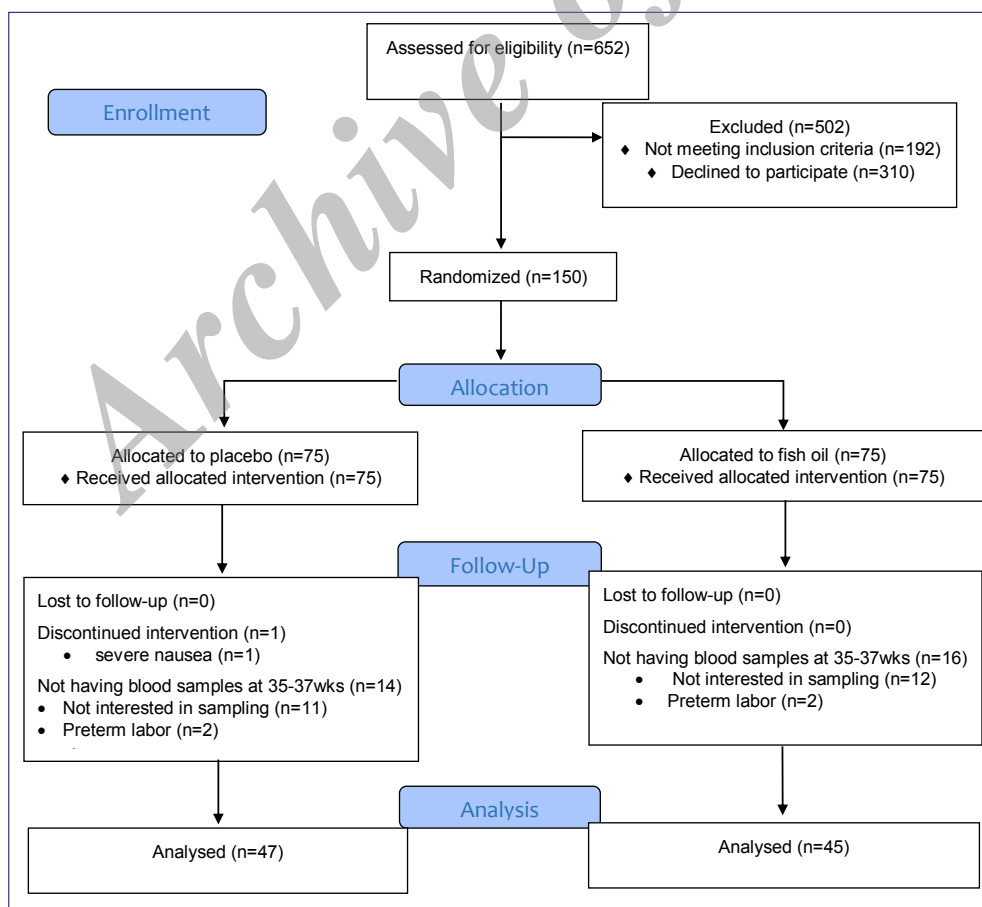 Assessed for eligibility (n=652)
Enrollment
Excluded (n=502)
♦ Not meeting inclusion criteria (n=192)
♦ Declined to participate (n=310)
Randomized (n=150)
Allocation
Allocated to placebo (n=75)
♦ Received allocated intervention (n=75)
Allocated to fish oil (n=75)
♦ Received allocated intervention (n=75)
Follow-Up
Lost to follow-up (n=0)
Discontinued intervention (n=1)
• severe nausea (n=1)
Not having blood samples at 35-37wks (n=14)
• Not interested in sampling (n=11)
• Preterm labor (n=2)
Lost to follow-up (n=0)
Discontinued intervention (n=0)
Not having blood samples at 35-37wks (n=16)
• Not interested in sampling (n=12)
• Preterm labor (n=2)
Analysis
Analysed (n=47)
Analysed (n=45)
Archive of